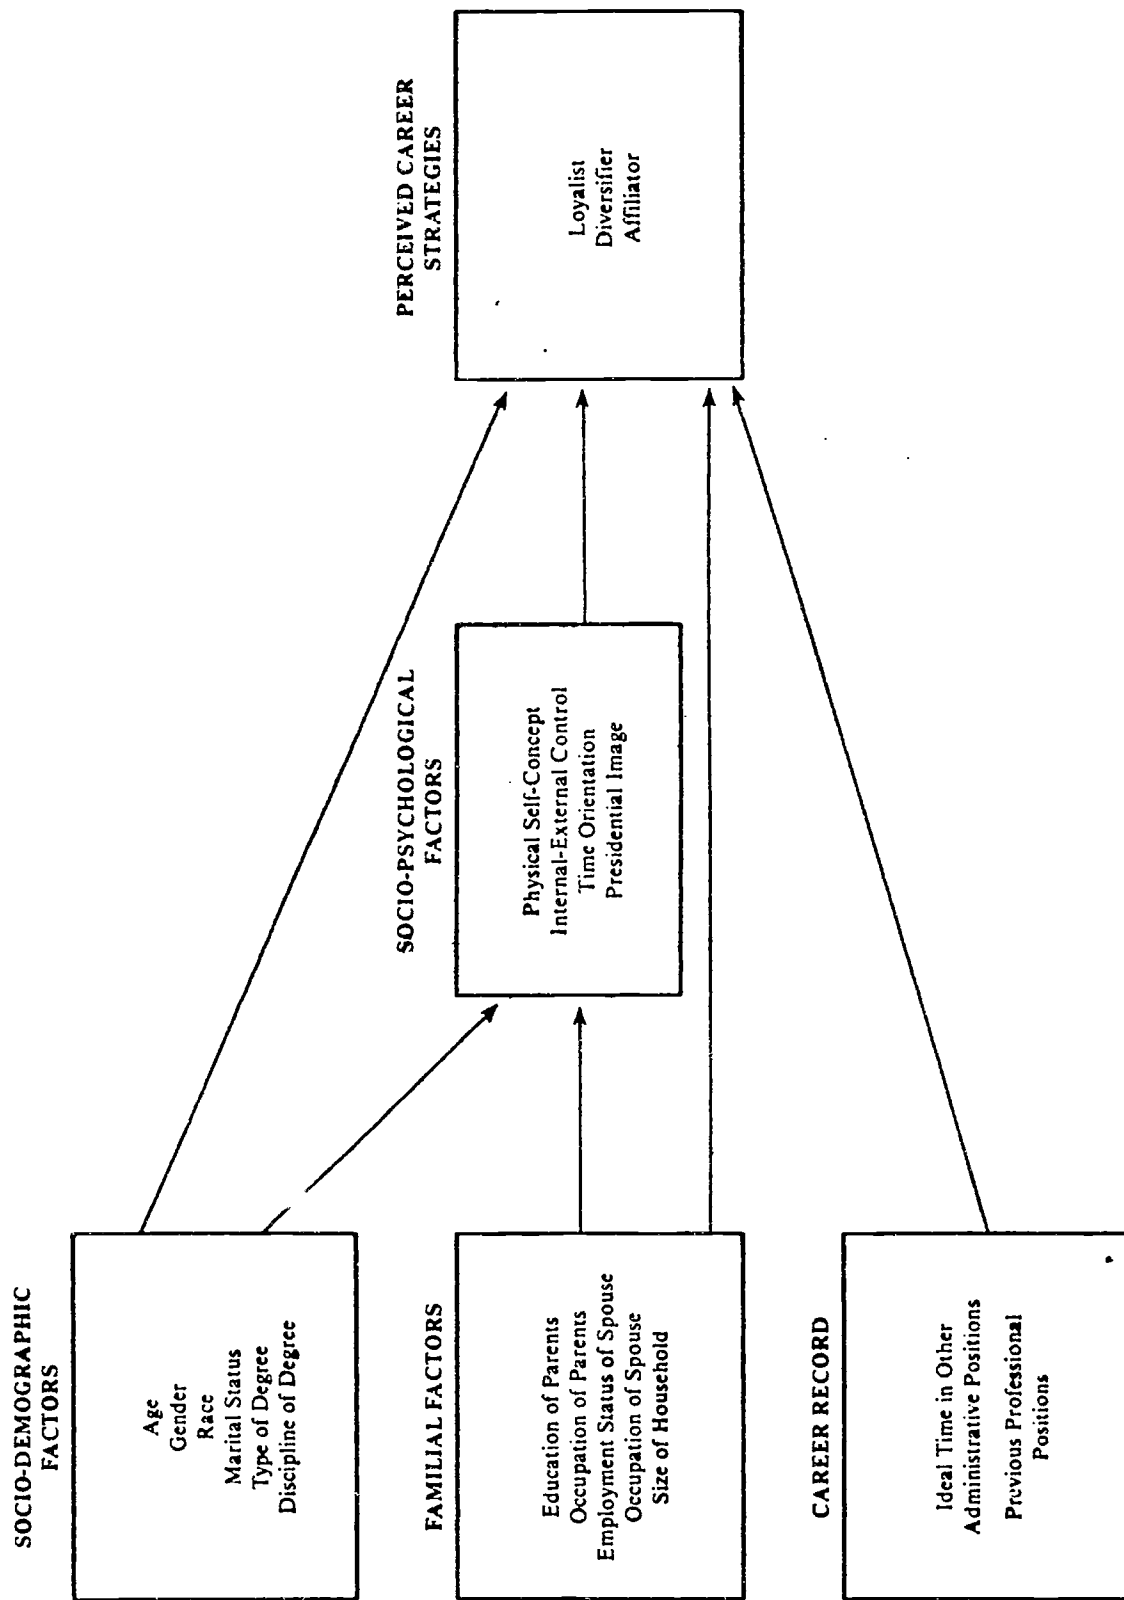 SOCIO-DEMOGRAPHIC
FACTORS
Age
Gender
Race
Marital Status
Type of Degree
Discipline of Degree
FAMILIAL FACTORS
Education of Parents
Occupation of Parents
Employment Status of Spouse
Occupation of Spouse
Size of Household
CAREER RECORD
Ideal Time in Other
Administrative Positions
Previous Professional
Positions
SOCIO-PSYCHOLOGICAL
FACTORS
Physical Self-Concept
Internal-External Control
Time Orientation
Presidential Image
PERCEIVED CAREER
STRATEGIES
Loyalist
Diversifier
Affiliator